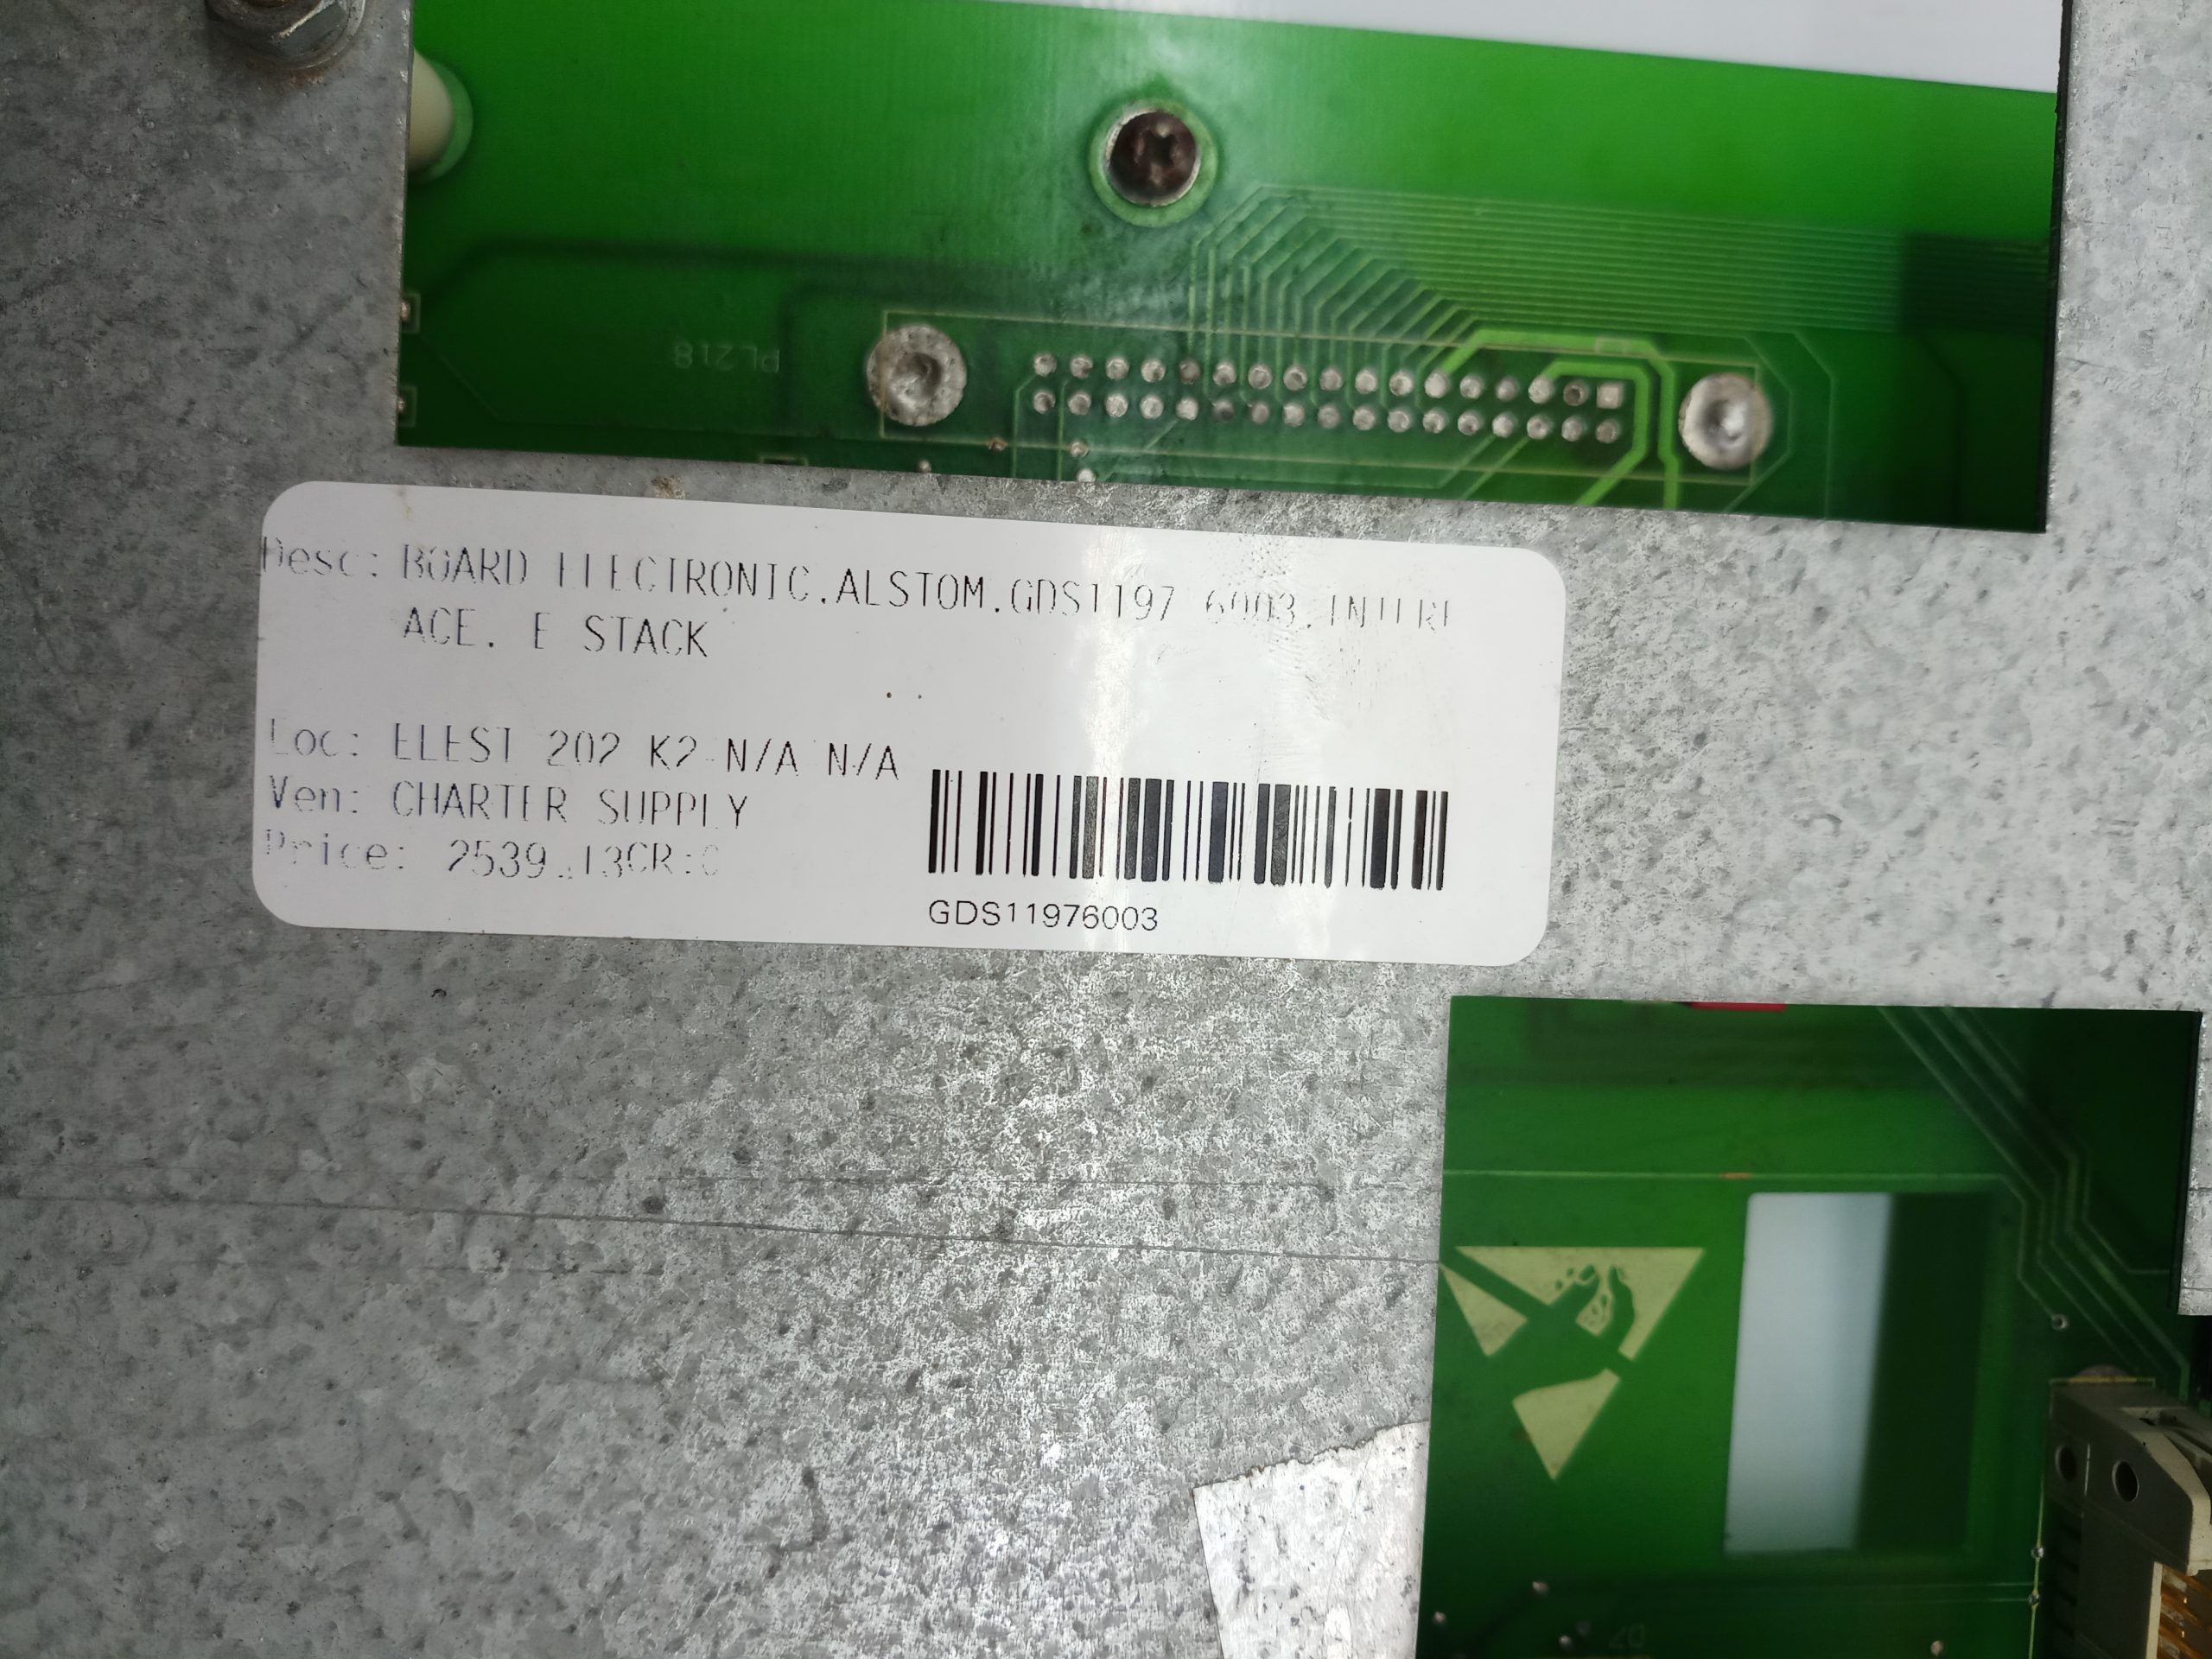 PL218
Desc: BOARD ELECTRONIC.ALSTOM.GDS1197 6003.INTERF
ACE. E STACK
Loc: ELEST 202 K2 N/A N/A
Ven: CHARTER SUPPLY
Price: 2539.13CR:C
GDS11976003